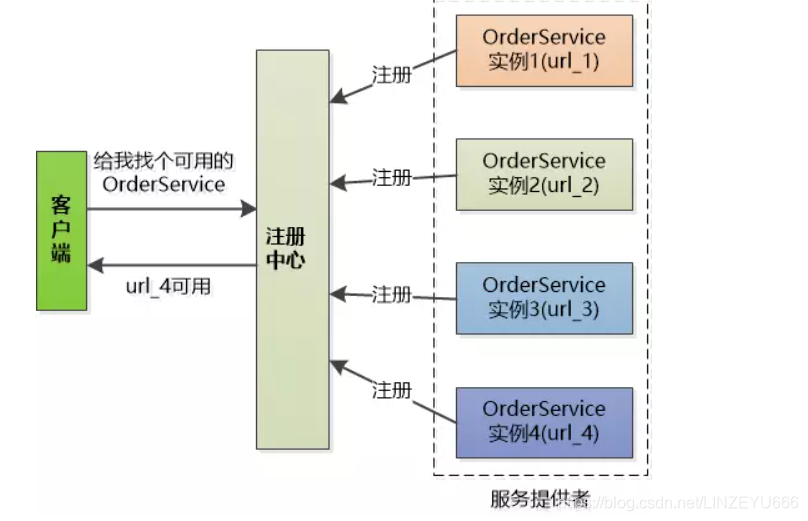 给我找个可用的
OrderService
客户端
url_4可用
注册
中心
注册
注册
注册
注册
OrderService
实例1(url_1)
OrderService
实例2(url_2)
OrderService
实例3(url_3)
OrderService
实例4(url_4)
服务提供者
https://blog.csdn.net/LINZEYU666